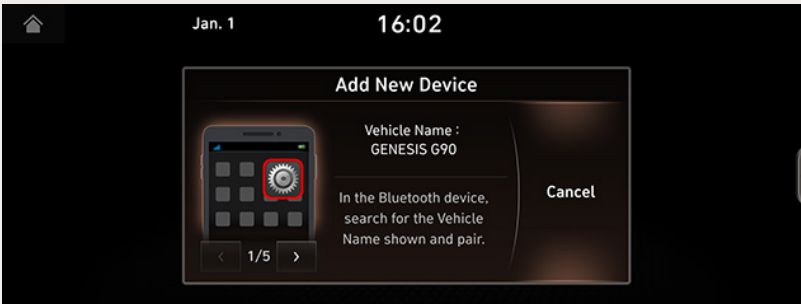 Jan. 1
16:02
Add New Device
Vehicle Name :
GENESIS G90
In the Bluetooth device,
search for the Vehicle
Name shown and pair.
Cancel
< 1/5 >